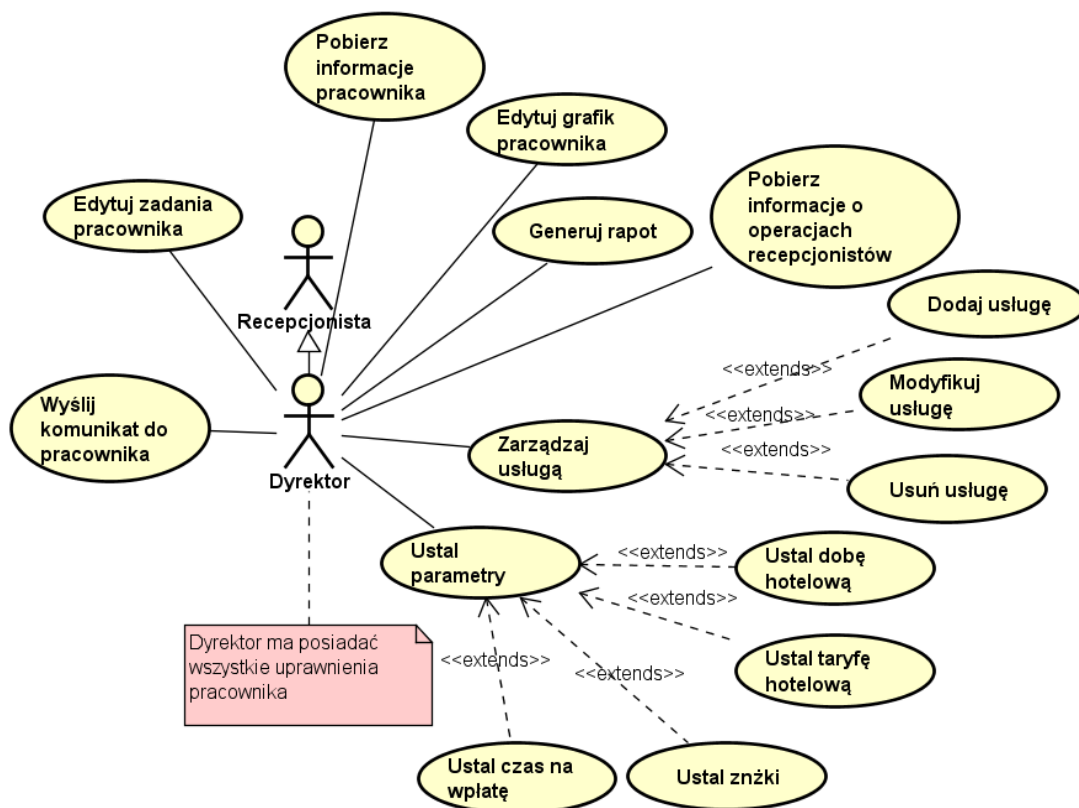 Pobierz
informacje
pracownika
Edytuj grafik
pracownika
Pobierz
informacje o
operacjach
recepcjonistów
Edytuj zadania
pracownika
Generuj rapot
Recepcjonista
Dodaj usługę
<<extends>>
Modyfikuj
usługę
<<extends>>
Wyślij
komunikat do
pracownika
Zarządzaj
usługą
<<extends>>
Usuń usługę
Dyrektor
Ustal
parametry
<<extends>>
Ustal dobę
hotelową
<<extends>>
Dyrektor ma posiadać
wszystkie uprawnienia
pracownika
<<extends>>
<<extends>>
Ustal taryfę
hotelową
Ustal czas na
wpłatę
Ustal znżki